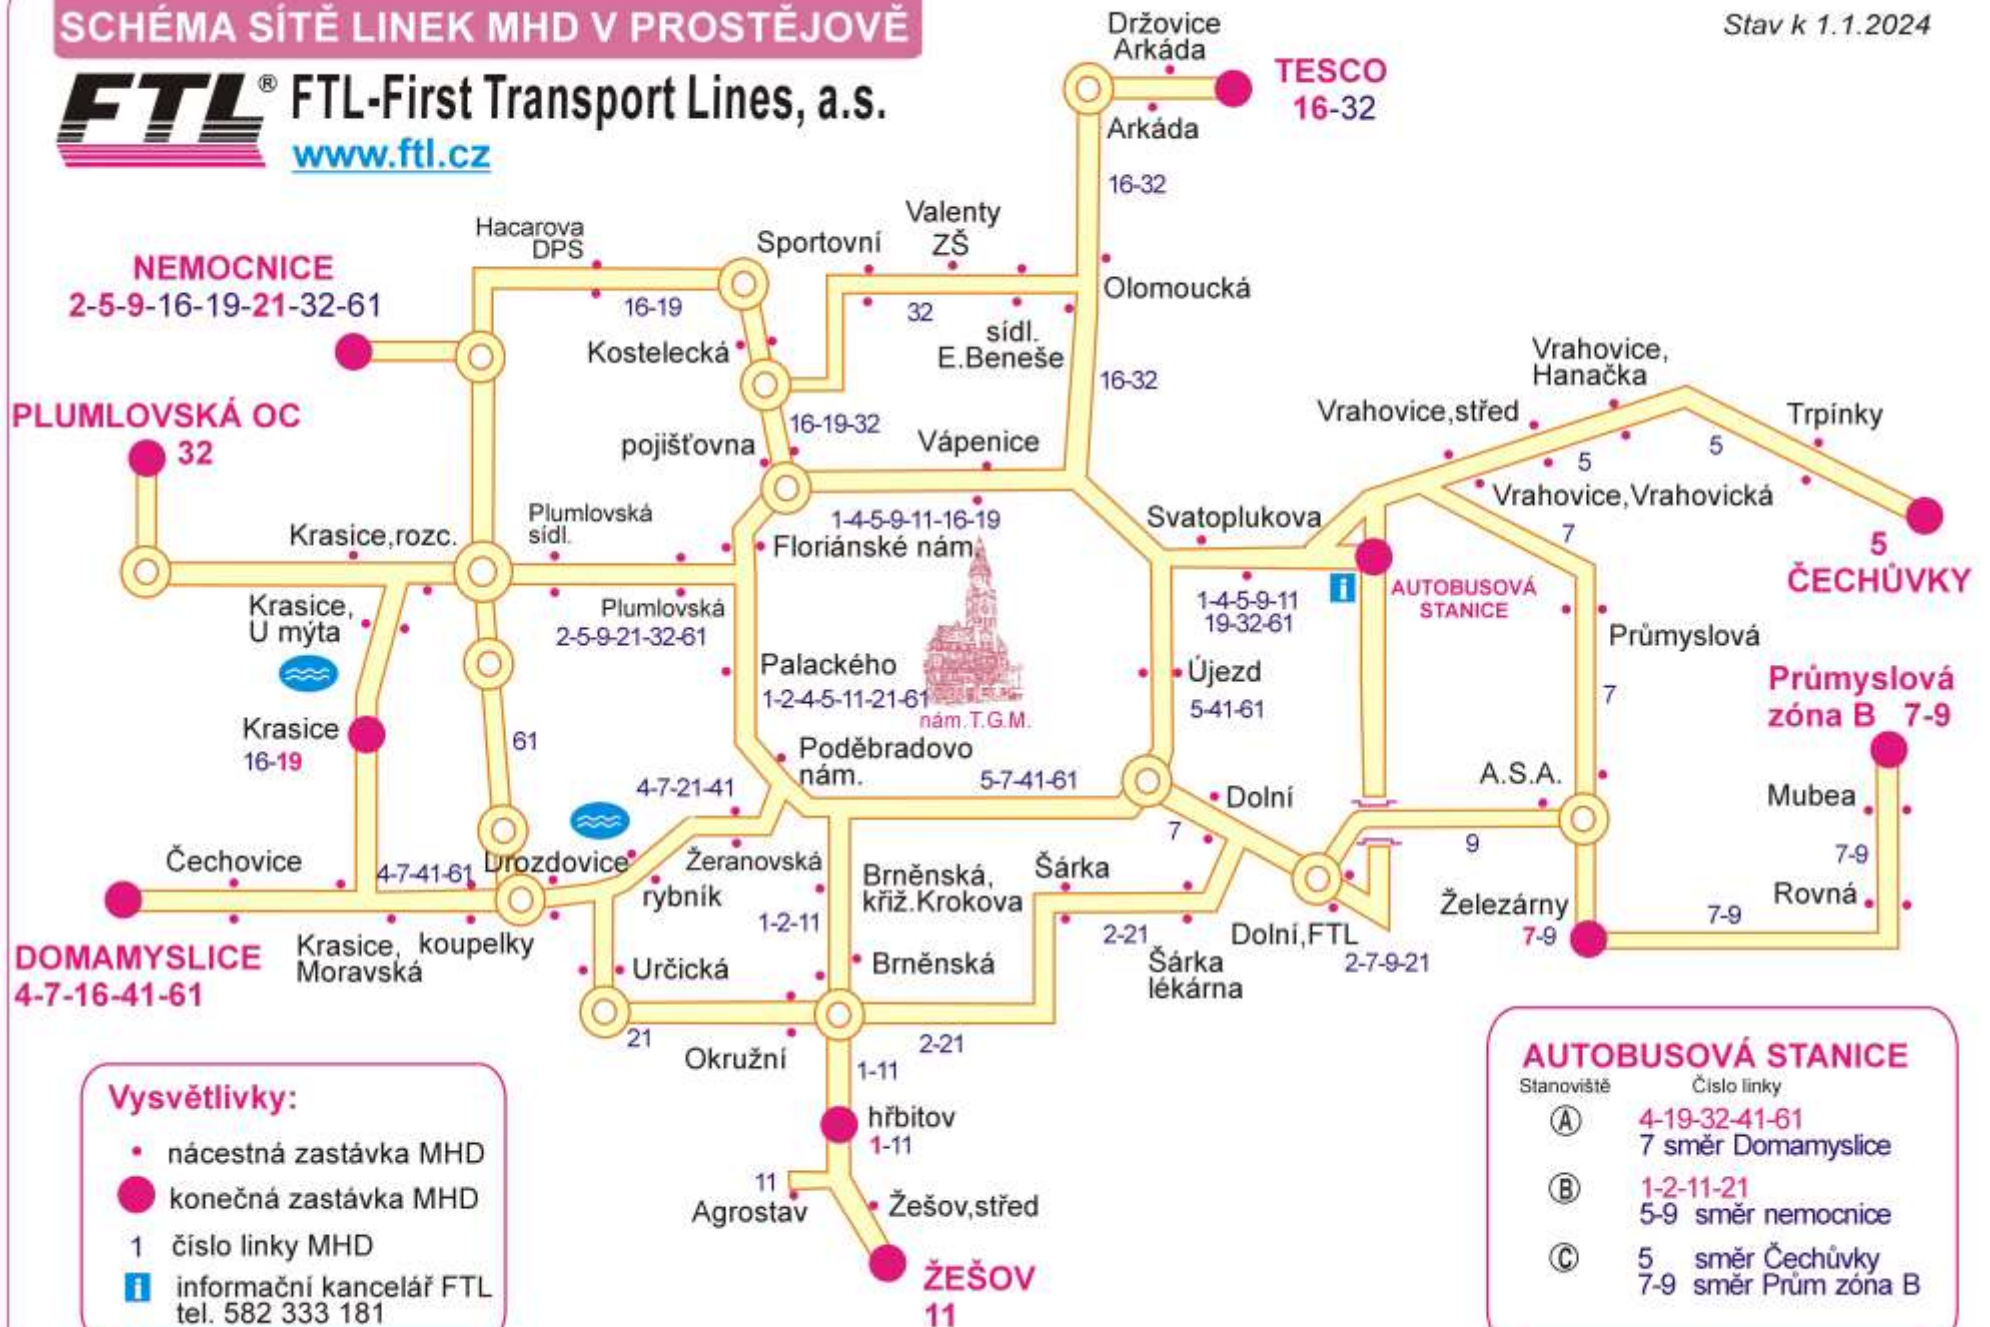 SCHÉMA SÍTĚ LINEK MHD V PROSTĚJOVĚ
Stav k 1.1.2024
FTL® FTL-First Transport Lines, a.s.
www.ftl.cz
Držovice
Arkáda
TESCO
16-32
Arkáda
16-32
Hacarova
DPS
Sportovní
Valenty
ZŠ
NEMOCNICE
2-5-9-16-19-21-32-61
16-19
32
Olomoucká
sídl.
E.Beneše
Kostelecká
16-32
Vrahovice,
Hanačka
PLUMLOVSKÁ OC
32
16-19-32
Vrahovice,střed
Trpínky
pojišťovna
Vápenice
5
5
Vrahovice,Vrahovická
Krasice,rozc.
Plumlovská
sídl.
1-4-5-9-11-16-19
Svatoplukova
7
Floriánské nám.
5
ČECHŮVKY
i
AUTOBUSOVÁ
STANICE
Krasice,
U mýta
Plumlovská
2-5-9-21-32-61
1-4-5-9-11
19-32-61
Průmyslová
Palackého
1-2-4-5-11-21-61
nám.T.G.M.
Újezd
5-41-61
7
Průmyslová
zóna B 7-9
Krasice
16-19
61
Poděbradovo
nám.
4-7-21-41
5-7-41-61
Dolní
A.S.A.
Mubea
7
9
7-9
Čechovice
4-7-41-61
Drozdovice
Žeranovská
Brněnská,
křiž.Krokova
Šárka
rybník
Železárny
7-9
Rovná
7-9
DOMAMYSLICE
4-7-16-41-61
Krasice,
Moravská
koupelky
1-2-11
2-21
Dolní,FTL
2-7-9-21
Určická
Brněnská
Šárka
lékárna
21
Okružní
2-21
1-11
hřbitov
1-11
11
Agrostav
Žešov,střed
ŽEŠOV
11
Vysvětlivky:
nácestná zastávka MHD
konečná zastávka MHD
1 číslo linky MHD
i informační kancelář FTL
tel. 582 333 181
AUTOBUSOVÁ STANICE
Stanoviště Číslo linky
A 4-19-32-41-61
7 směr Domamyslice
B 1-2-11-21
5-9 směr nemocnice
C 5 směr Čechůvky
7-9 směr Prům zóna B